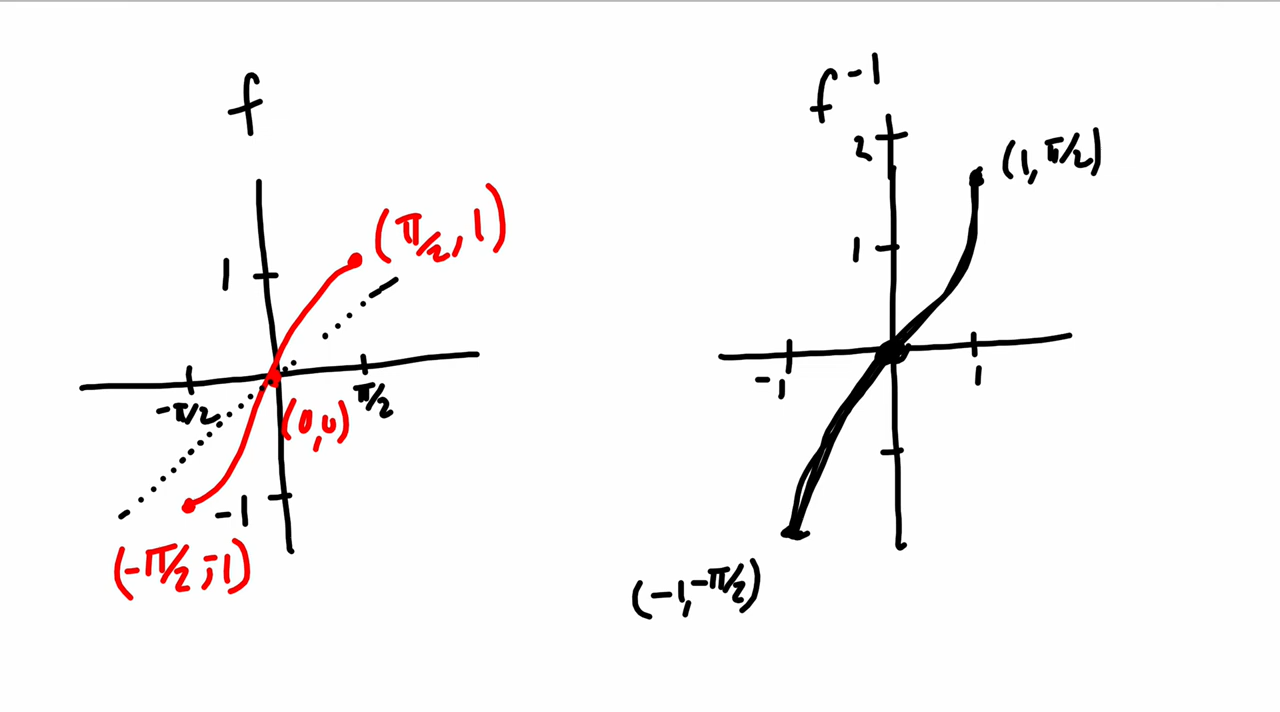 f
(π/2, 1)
1
-π/2
π/2
(0,0)
-1
(-π/2,-1)
f⁻¹
2
(1, π/2)
1
-1
1
(-1,-π/2)